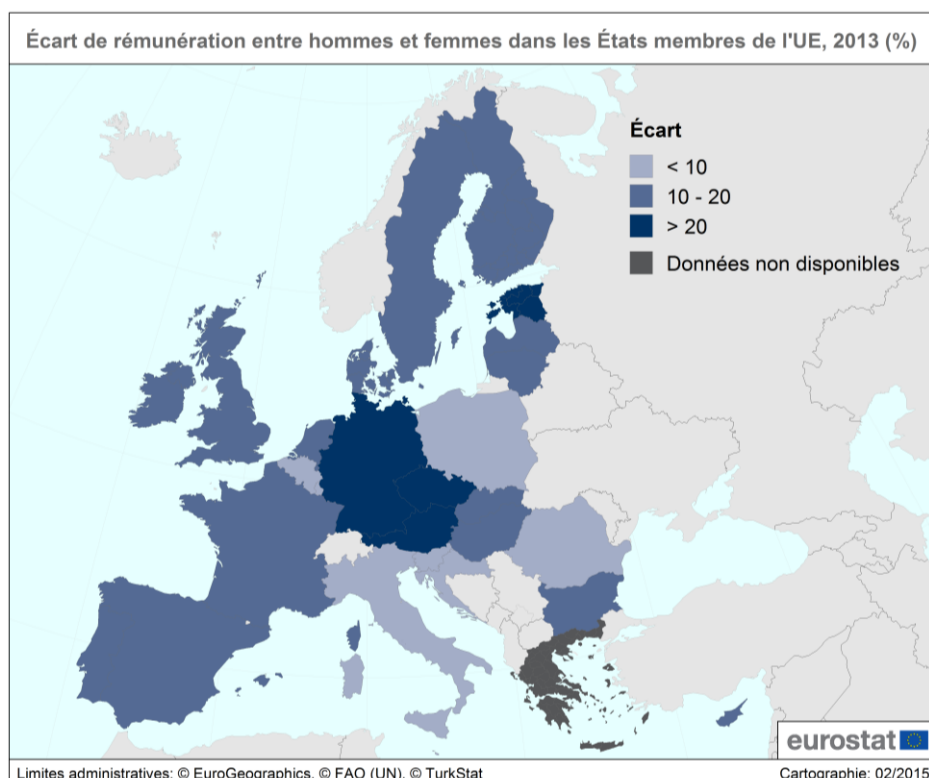 Écart de rémunération entre hommes et femmes dans les États membres de l'UE, 2013 (%)
Écart
< 10
10 - 20
> 20
Données non disponibles
eurostat
Limites administratives: © EuroGeographics, © FAO (UN), © TurkStat
Cartographie: 02/2015